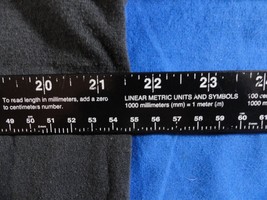 20 21 22 23 24
To read length in millimeters, add a zero LINEAR METRIC UNITS AND SYMBOLS
to centimeters number. 1000 millimeters (mm) = 1 meter (m)
49 50 51 52 53 54 55 56 57 58 59 60 61